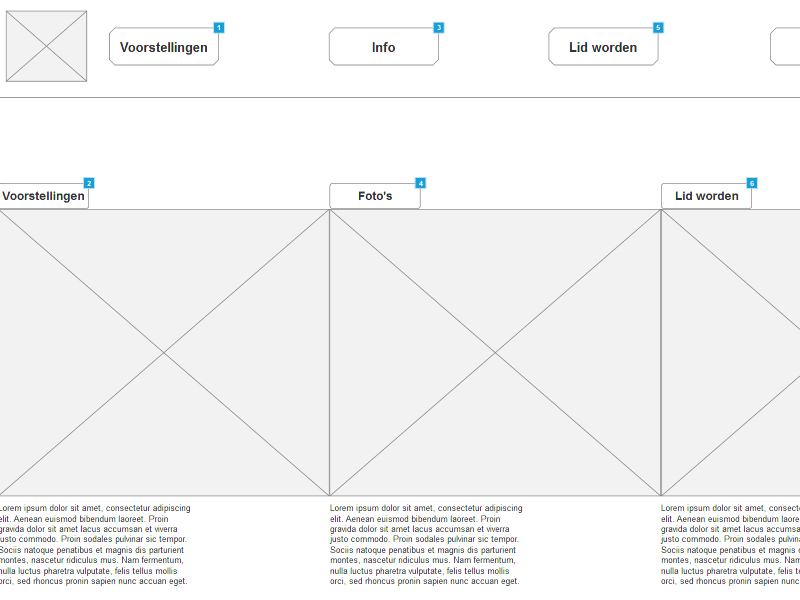 1
Voorstellingen
3
Info
5
Lid worden
2
Voorstellingen
4
Foto's
6
Lid worden
Lorem ipsum dolor sit amet, consectetur adipiscing
elit. Aenean euismod bibendum laoreet. Proin
gravida dolor sit amet lacus accumsan et viverra
justo commodo. Proin sodales pulvinar sic tempor.
Sociis natoque penatibus et magnis dis parturient
montes, nascetur ridiculus mus. Nam fermentum,
nulla luctus pharetra vulputate, felis tellus mollis
orci, sed rhoncus pronin sapien nunc accuan eget.
Lorem ipsum dolor sit amet, consectetur adipiscing
elit. Aenean euismod bibendum laoreet. Proin
gravida dolor sit amet lacus accumsan et viverra
justo commodo. Proin sodales pulvinar sic tempor.
Sociis natoque penatibus et magnis dis parturient
montes, nascetur ridiculus mus. Nam fermentum,
nulla luctus pharetra vulputate, felis tellus mollis
orci, sed rhoncus pronin sapien nunc accuan eget.
Lorem ipsum dolor sit amet,
elit. Aenean euismod bibendum
gravida dolor sit amet lacus
justo commodo. Proin sodales
Sociis natoque penatibus et magnis
montes, nascetur ridiculus mus. Nam
nulla luctus pharetra vulputate, felis
orci, sed rhoncus pronin sapien